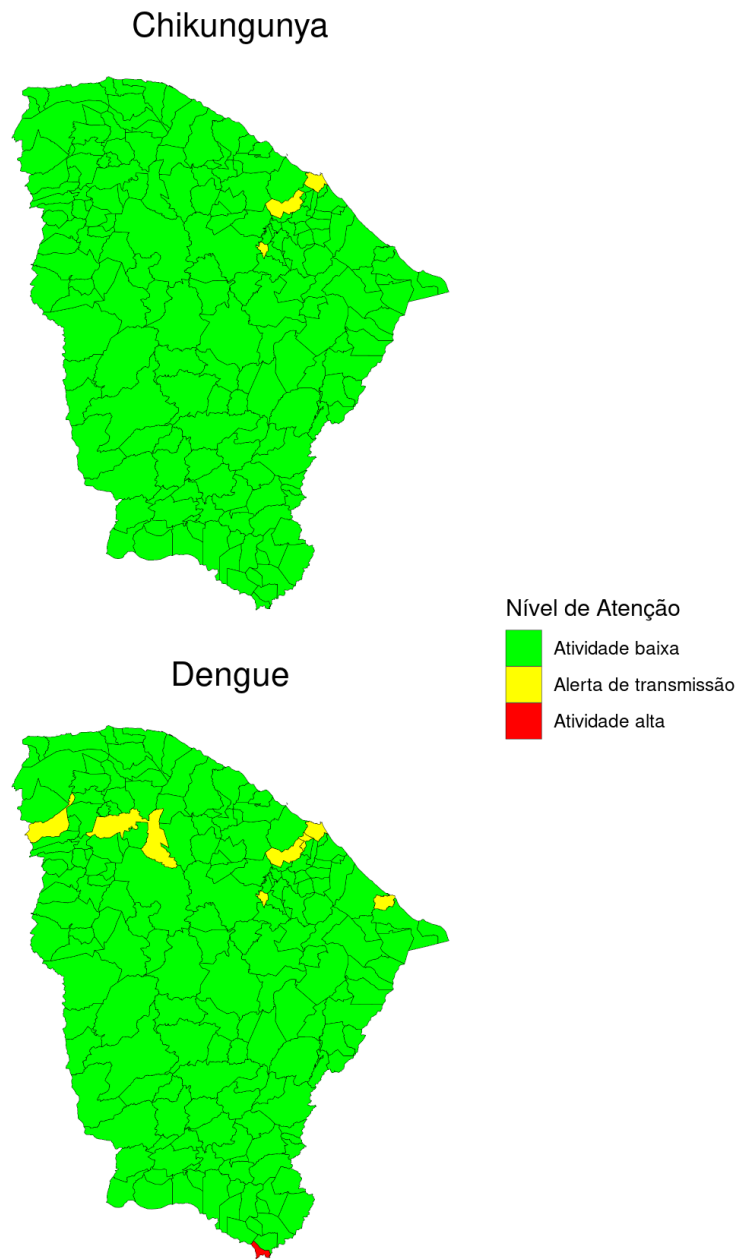 Chikungunya
Nível de Atenção
Atividade baixa
Alerta de transmissão
Atividade alta
Dengue